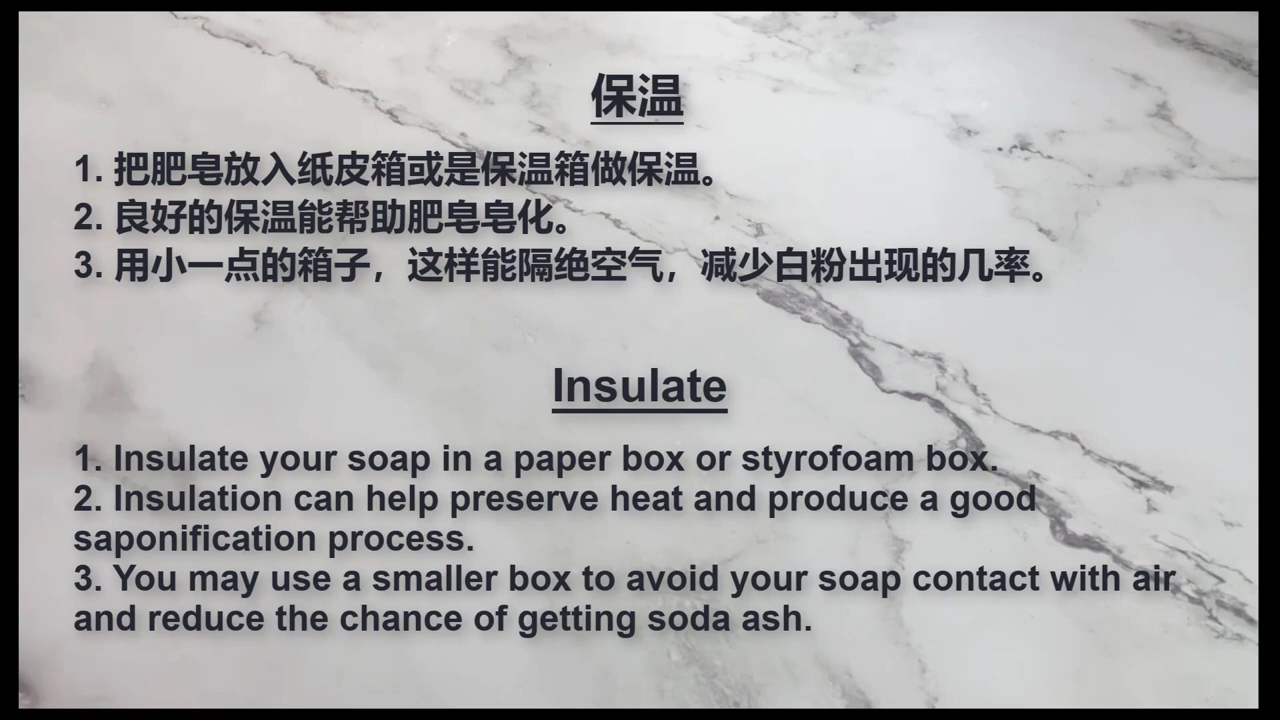 保温
1. 把肥皂放入纸皮箱或是保温箱做保温。
2. 良好的保温能帮助肥皂皂化。
3. 用小一点的箱子，这样能隔绝空气，减少白粉出现的几率。
Insulate
1. Insulate your soap in a paper box or styrofoam box.
2. Insulation can help preserve heat and produce a good
saponification process.
3. You may use a smaller box to avoid your soap contact with air
and reduce the chance of getting soda ash.